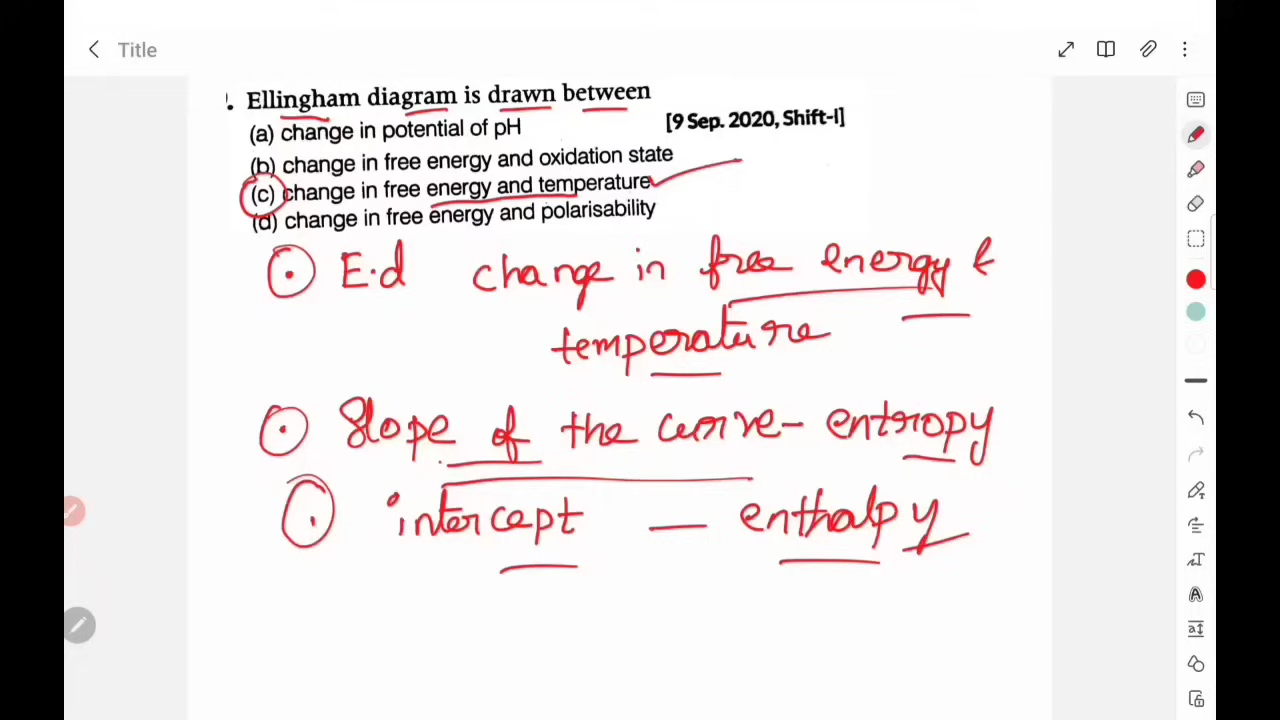 Title
. Ellingham diagram is drawn between
[9 Sep. 2020, Shift-I]
(a) change in potential of pH
(b) change in free energy and oxidation state
(c) change in free energy and temperature
(d) change in free energy and polarisability
E.d change in free energy &
temperature
Slope of the curve- entropy
intercept — enthalpy